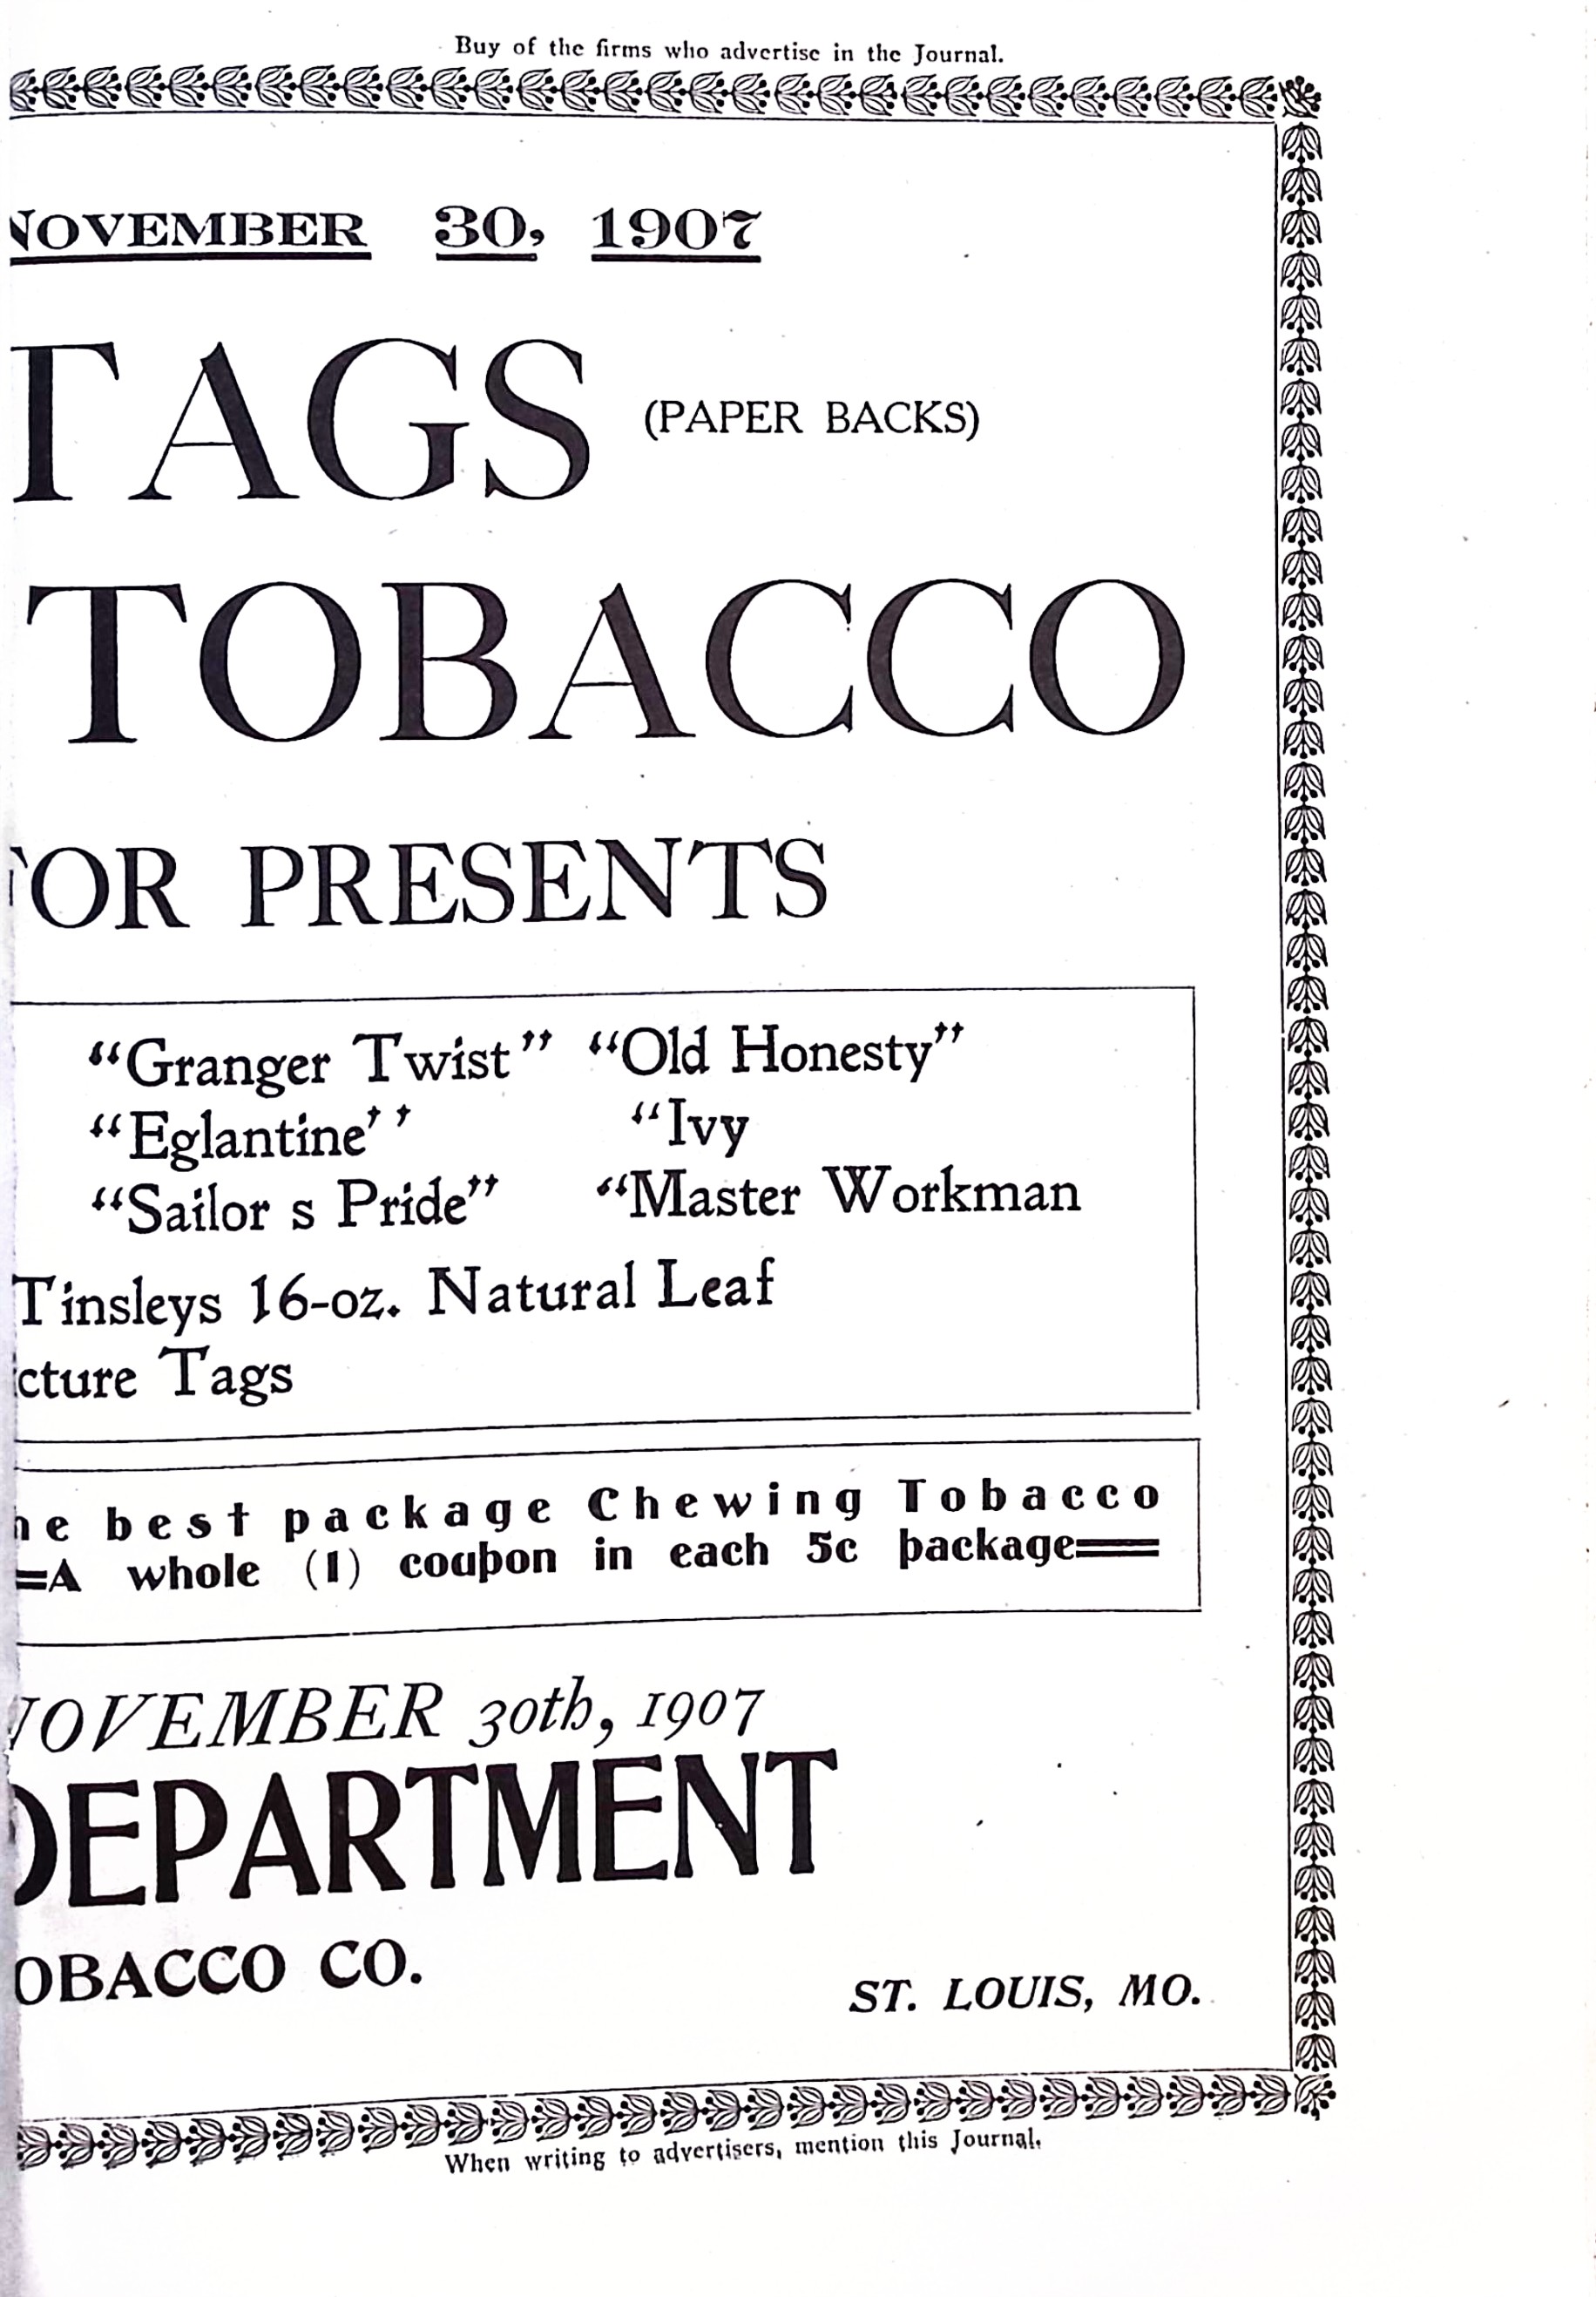 Buy of the firms who advertise in the Journal.
NOVEMBER 30, 1907
TAGS (PAPER BACKS)
TOBACCO
OR PRESENTS
"Granger Twist" "Old Honesty"
"Eglantine'' "Ivy
"Sailor s Pride" "Master Workman
Tinsleys 16-oz. Natural Leaf
cture Tags
he best package Chewing Tobacco
=A whole (1) coupon in each 5c package=
NOVEMBER 30th, 1907
DEPARTMENT
OBACCO CO.
ST. LOUIS, MO.
When writing to advertisers, mention this Journal.